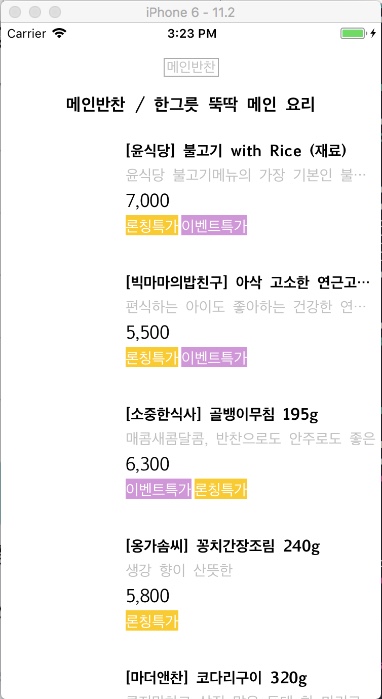 iPhone 6 - 11.2
Carrier 3:23 PM
메인반찬
메인반찬 / 한그릇 뚝딱 메인 요리
[윤식당] 불고기 with Rice (재료)
윤식당 불고기메뉴의 가장 기본인 불…
7,000
론칭특가 이벤트특가
[빅마마의밥친구] 아삭 고소한 연근고…
편식하는 아이도 좋아하는 건강한 연…
5,500
론칭특가 이벤트특가
[소중한식사] 골뱅이무침 195g
매콤새콤달콤, 반찬으로도 안주로도 좋은
6,300
이벤트특가 론칭특가
[옹가솜씨] 꽁치간장조림 240g
생강 향이 산뜻한
5,800
론칭특가
[마더앤찬] 코다리구이 320g